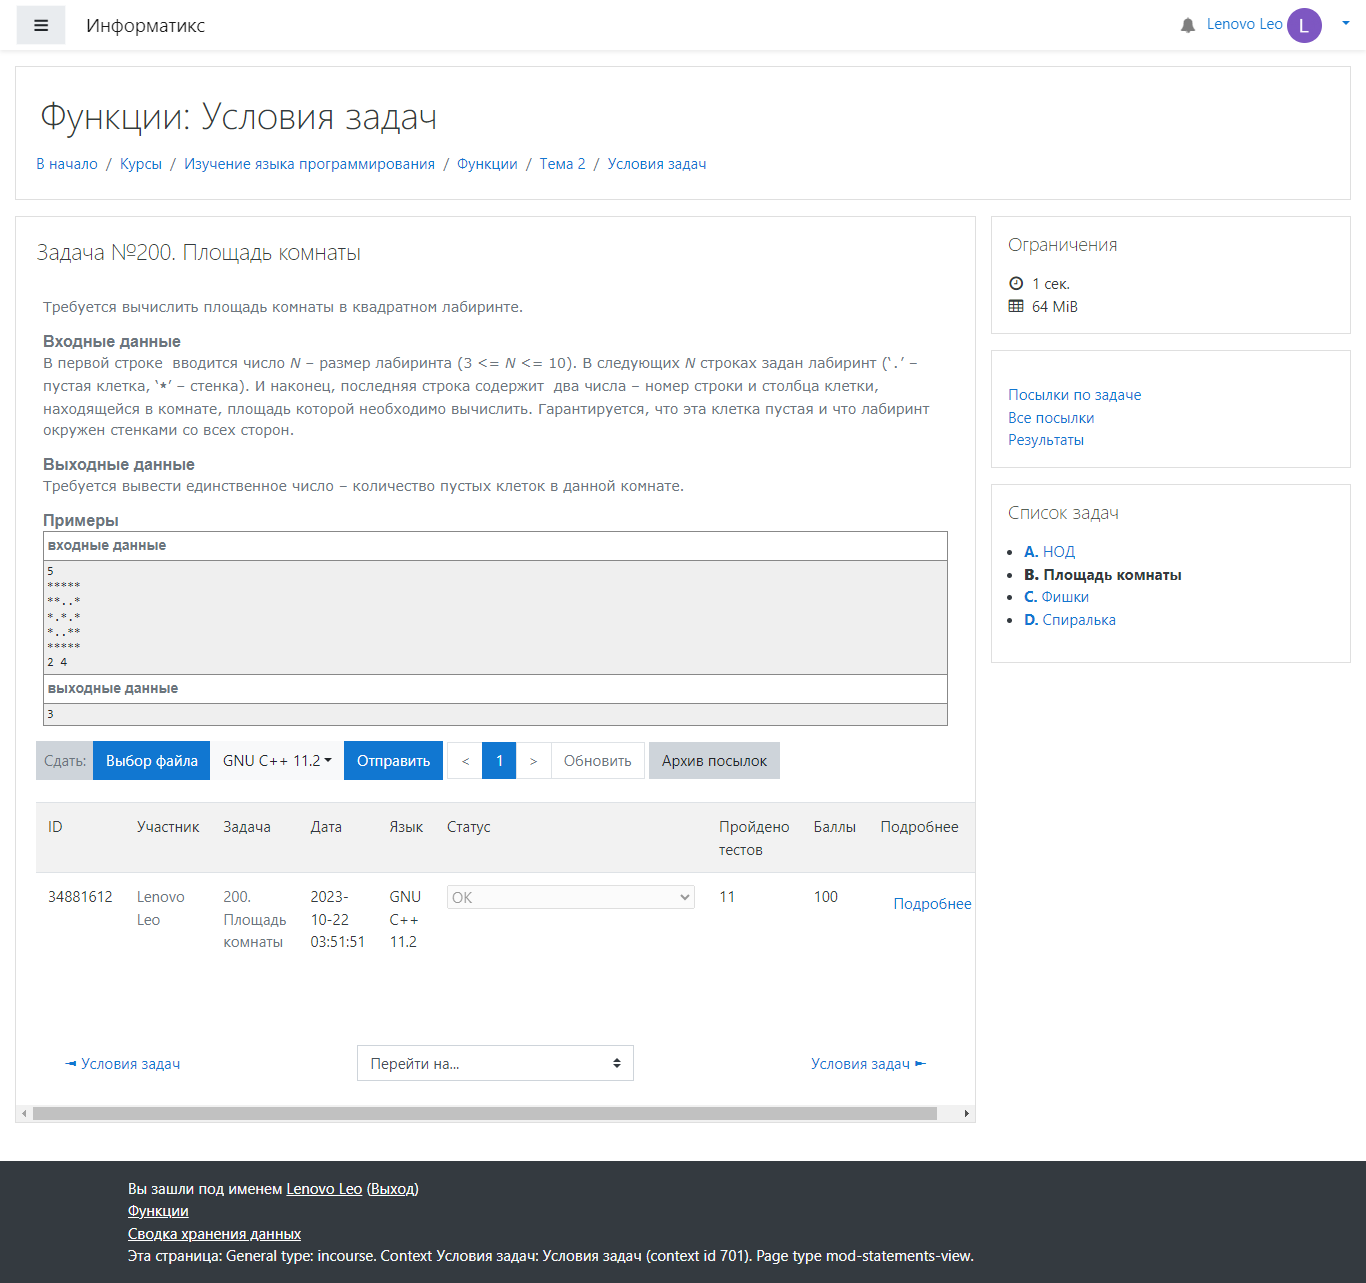 Информатикс
Lenovo Leo
L
Функции: Условия задач
В начало / Курсы / Изучение языка программирования / Функции / Тема 2 / Условия задач
Задача №200. Площадь комнаты
Требуется вычислить площадь комнаты в квадратном лабиринте.
Входные данные
В первой строке вводится число N – размер лабиринта (3 <= N <= 10). В следующих N строках задан лабиринт (‘.’ –
пустая клетка, ‘*’ – стенка). И наконец, последняя строка содержит два числа – номер строки и столбца клетки,
находящейся в комнате, площадь которой необходимо вычислить. Гарантируется, что эта клетка пустая и что лабиринт
окружен стенками со всех сторон.
Выходные данные
Требуется вывести единственное число – количество пустых клеток в данной комнате.
Примеры
входные данные
5
*****
**..*
*.*.*
*..**
*****
2 4
выходные данные
3
Сдать: Выбор файла GNU C++ 11.2 Отправить < 1 > Обновить Архив посылок
ID Участник Задача Дата Язык Статус Пройдено тестов Баллы Подробнее
34881612 Lenovo Leo 200. Площадь комнаты 2023-10-22 03:51:51 GNU C++ 11.2 OK 11 100 Подробнее
◄ Условия задач
Перейти на...
Условия задач ►
Ограничения
1 сек.
64 MiB
Посылки по задаче
Все посылки
Результаты
Список задач
A. НОД
B. Площадь комнаты
C. Фишки
D. Спиралька
Вы зашли под именем Lenovo Leo (Выход)
Функции
Сводка хранения данных
Эта страница: General type: incourse. Context Условия задач: Условия задач (context id 701). Page type mod-statements-view.